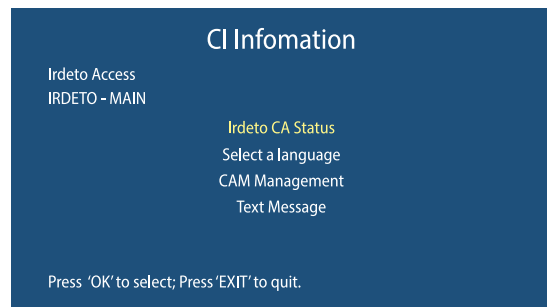 CI Infomation
Irdeto Access
IRDETO - MAIN
Irdeto CA Status
Select a language
CAM Management
Text Message
Press ‘OK’ to select; Press ‘EXIT’ to quit.